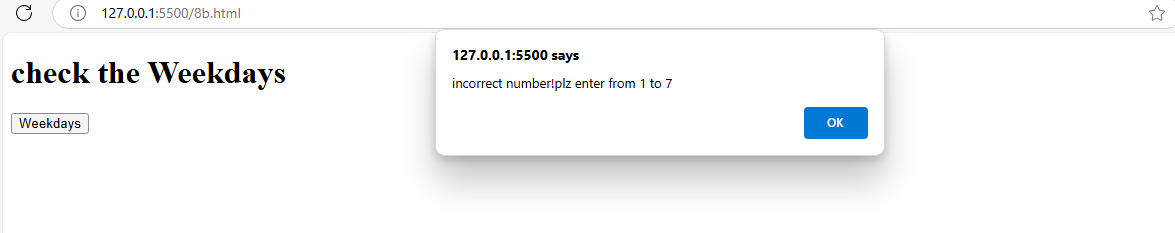 127.0.0.1:5500/8b.html
127.0.0.1:5500 says
incorrect number!plz enter from 1 to 7
OK
check the Weekdays
Weekdays